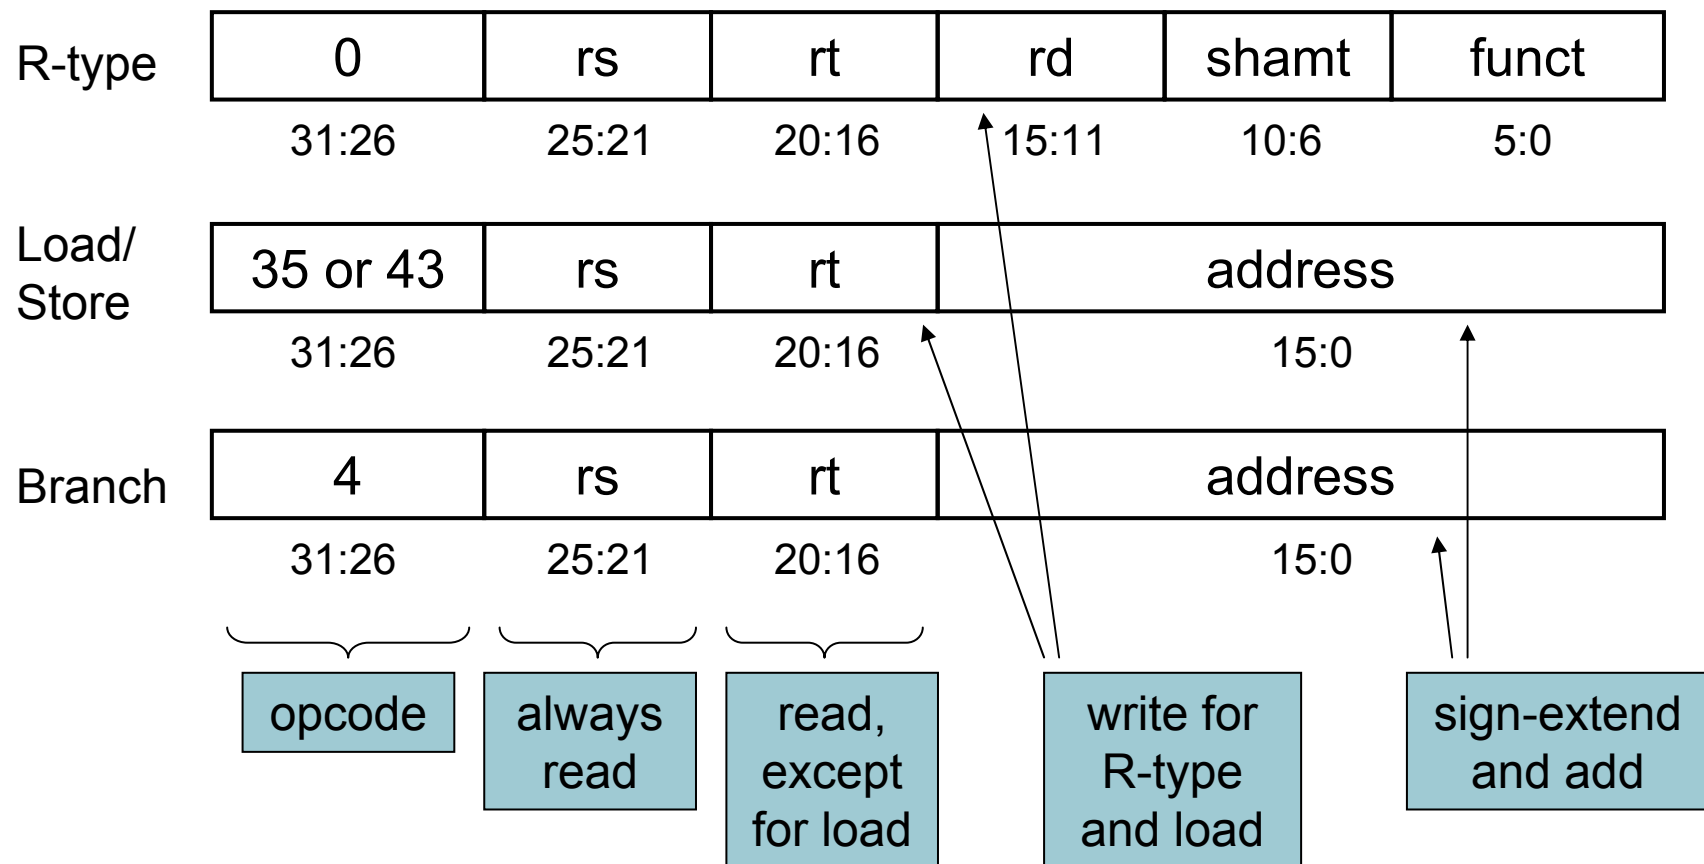 R-type 0 rs rt rd shamt funct
31:26 25:21 20:16 15:11 10:6 5:0
Load/
Store
35 or 43 rs rt address
31:26 25:21 20:16 15:0
Branch 4 rs rt address
31:26 25:21 20:16 15:0
opcode
always
read
read,
except
for load
write for
R-type
and load
sign-extend
and add